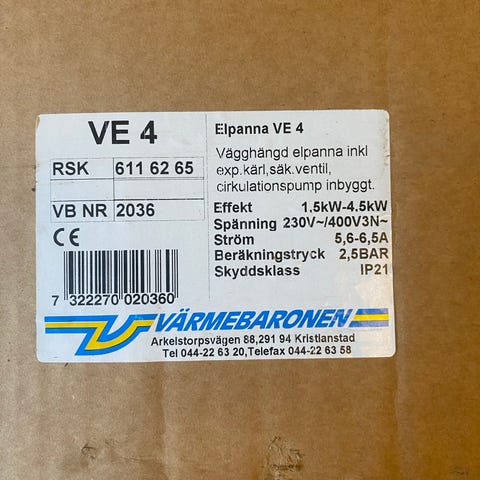 VE 4
RSK 611 62 65
VB NR 2036
CE
7 322270 020360
Elpanna VE 4
Vägghängd elpanna inkl
exp.kärl,säk.ventil,
cirkulationspump inbyggt.
Effekt 1.5kW-4.5kW
Spänning 230V~/400V3N~
Ström 5,6-6,5A
Beräkningstryck 2,5BAR
Skyddsklass IP21
VÄRMEBARONEN
Arkelstorpsvägen 88,291 94 Kristianstad
Tel 044-22 63 20,Telefax 044-22 63 58